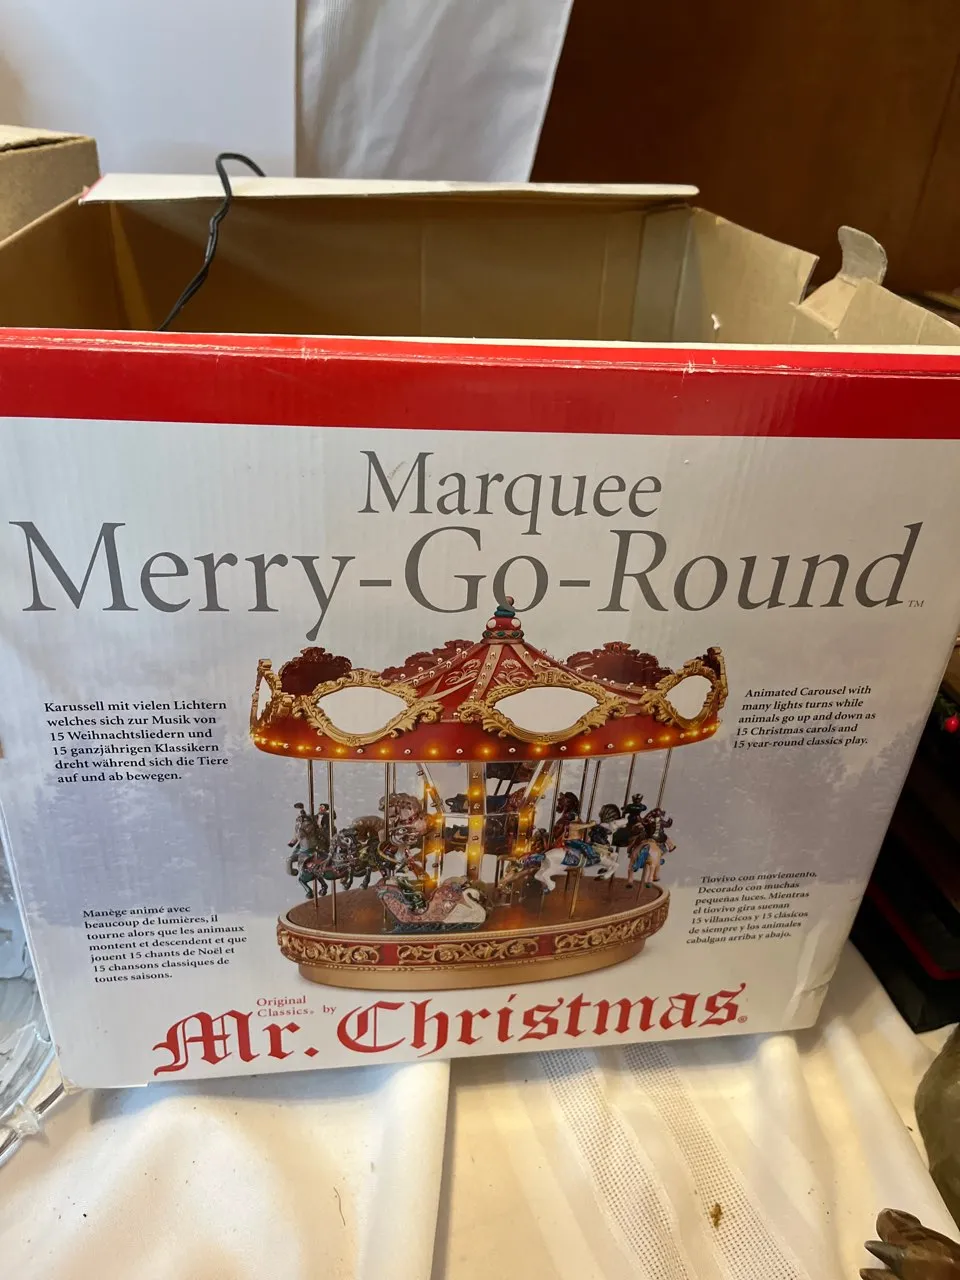 Marquee
Merry-Go-Round™
Karussell mit vielen Lichtern
welches sich zur Musik von
15 Weihnachtsliedern und
15 ganzjährigen Klassikern
dreht während sich die Tiere
auf und ab bewegen.
Animated Carousel with
many lights turns while
animals go up and down as
15 Christmas carols and
15 year-round classics play.
Manège animé avec
beaucoup de lumières, il
tourne alors que les animaux
montent et descendent et que
jouent 15 chants de Noël et
15 chansons classiques de
toutes saisons.
Tiovivo con moviemento,
Decorado con muchas
pequeñas luces. Mientras
el tiovivo gira suenan
15 villancicos y 15 clásicos
de siempre y los animales
cabalgan arriba y abajo.
Original
Classics® by
Mr. Christmas®